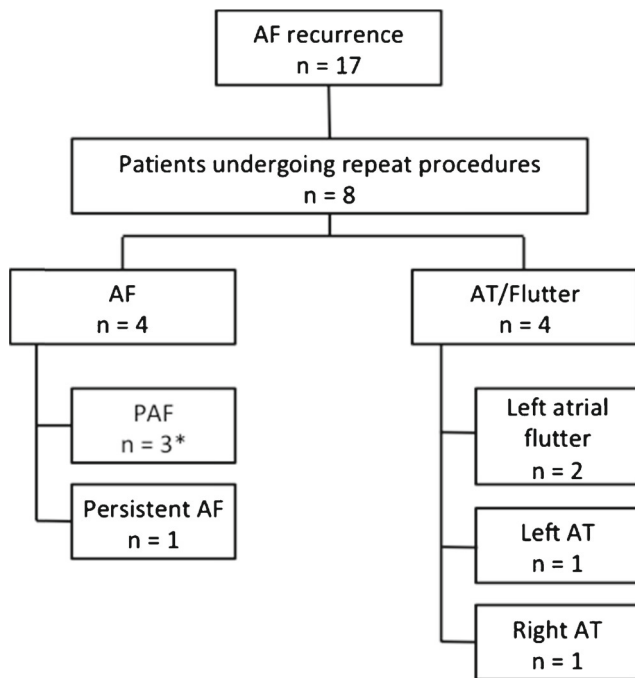 AF recurrence
n = 17
Patients undergoing repeat procedures
n = 8
AF
n = 4
AT/Flutter
n = 4
PAF
n = 3*
Persistent AF
n = 1
Left atrial
flutter
n = 2
Left AT
n = 1
Right AT
n = 1